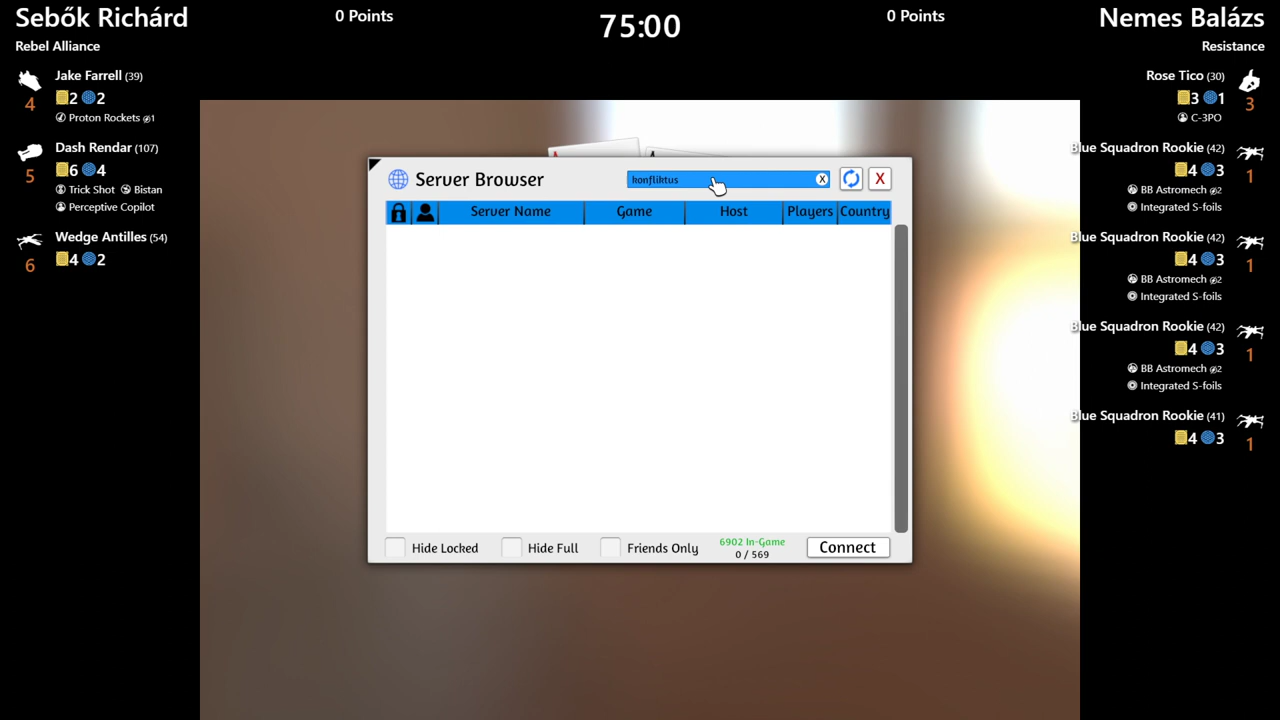 Sebők Richárd
0 Points
75:00
0 Points
Nemes Balázs
Rebel Alliance
Resistance
Jake Farrell (39)
4
2 2
Proton Rockets 1
Dash Rendar (107)
5
6 4
Trick Shot Bistan
Perceptive Copilot
Wedge Antilles (54)
6
4 2
Server Browser
konfliktus
X
X
Server Name Game Host Players Country
Hide Locked
Hide Full
Friends Only
6902 In-Game
0 / 569
Connect
Rose Tico (30)
3 1
3
C-3PO
Blue Squadron Rookie (42)
4 3
1
BB Astromech 2
Integrated S-foils
Blue Squadron Rookie (42)
4 3
1
BB Astromech 2
Integrated S-foils
Blue Squadron Rookie (42)
4 3
1
BB Astromech 2
Integrated S-foils
Blue Squadron Rookie (41)
4 3
1